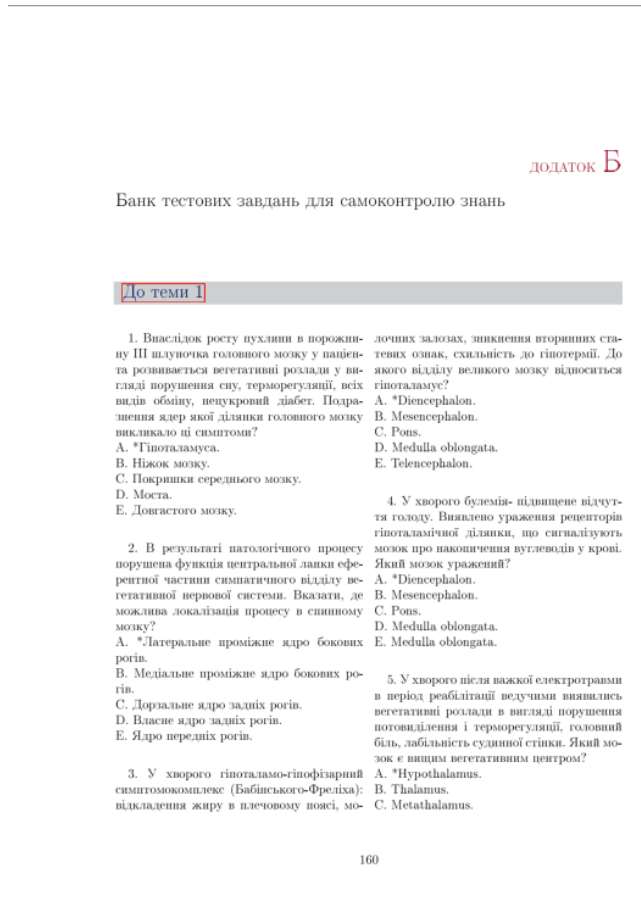 ДОДАТОК Б
Банк тестових завдань для самоконтролю знань
До теми 1
1. Внаслідок росту пухлини в порожни-
ну III шлуночка головного мозку у пацієн-
та розвивається вегетативні розлади у ви-
гляді порушення сну, терморегуляції, всіх
видів обміну, нецукровий діабет. Подра-
знення ядер якої ділянки головного мозку
викликало ці симптоми?
A. *Гіпоталамуса.
B. Ніжок мозку.
C. Покришки середнього мозку.
D. Моста.
E. Довгастого мозку.
2. В результаті патологічного процесу
порушена функція центральної ланки ефе-
рентної частини симпатичного відділу ве-
гетативної нервової системи. Вказати, де
можлива локалізація процесу в спинному
мозку?
A. *Латеральне проміжне ядро бокових
рогів.
B. Медіальне проміжне ядро бокових ро-
гів.
C. Дорзальне ядро задніх рогів.
D. Власне ядро задніх рогів.
E. Ядро передніх рогів.
3. У хворого гіпоталамо-гіпофізарний
симптомокомплекс (Бабінського-Фреліха):
відкладення жиру в плечовому поясі, мо-
лочних залозах, зникнення вторинних ста-
тевих ознак, схильність до гіпотермії. До
якого відділу великого мозку відноситься
гіпоталамус?
A. *Diencephalon.
B. Mesencephalon.
C. Pons.
D. Medulla oblongata.
E. Telencephalon.
4. У хворого булемія- підвищене відчут-
тя голоду. Виявлено ураження рецепторів
гіпоталамічної ділянки, що сигналізують
мозок про накопичення вуглеводів у крові.
Який мозок уражений?
A. *Diencephalon.
B. Mesencephalon.
C. Pons.
D. Medulla oblongata.
E. Medulla oblongata.
5. У хворого після важкої електротравми
в період реабілітації ведучими виявились
вегетативні розлади в вигляді порушення
потовиділення і терморегуляції, головний
біль, лабільність судинної стінки. Який мо-
зок є вищим вегетативним центром?
A. *Hypothalamus.
B. Thalamus.
C. Metathalamus.
160